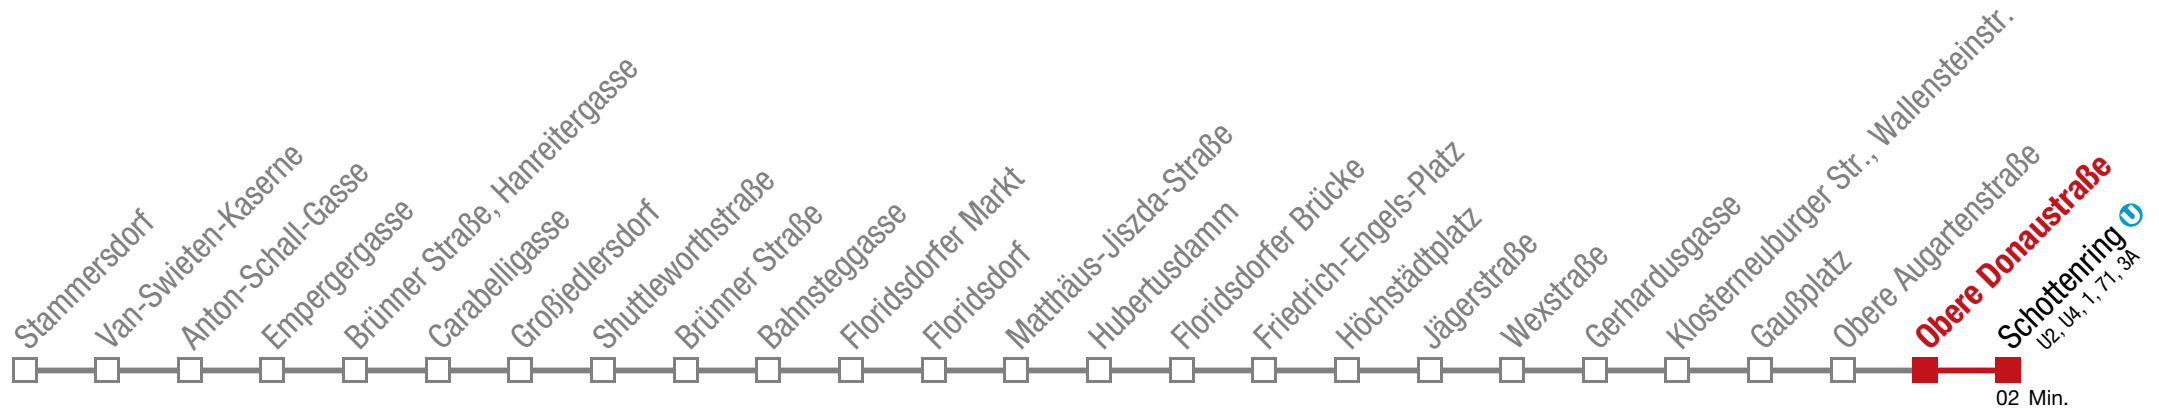 Stammersdorf
Van-Swieten-Kaserne
Anton-Schall-Gasse
Empergergasse
Brünner Straße, Hanreitergasse
Carabelligasse
Großjedlersdorf
Shuttleworthstraße
Brünner Straße
Bahnsteggasse
Floridsdorfer Markt
Floridsdorf
Matthäus-Jiszda-Straße
Hubertusdamm
Floridsdorfer Brücke
Friedrich-Engels-Platz
Höchstädtplatz
Jägerstraße
Wexstraße
Gerhardusgasse
Klosterneuburger Str., Wallensteinstr.
Gaußplatz
Obere Augartenstraße
Obere Donaustraße
Schottenring U
U2, U4, 1, 71, 3A
02 Min.